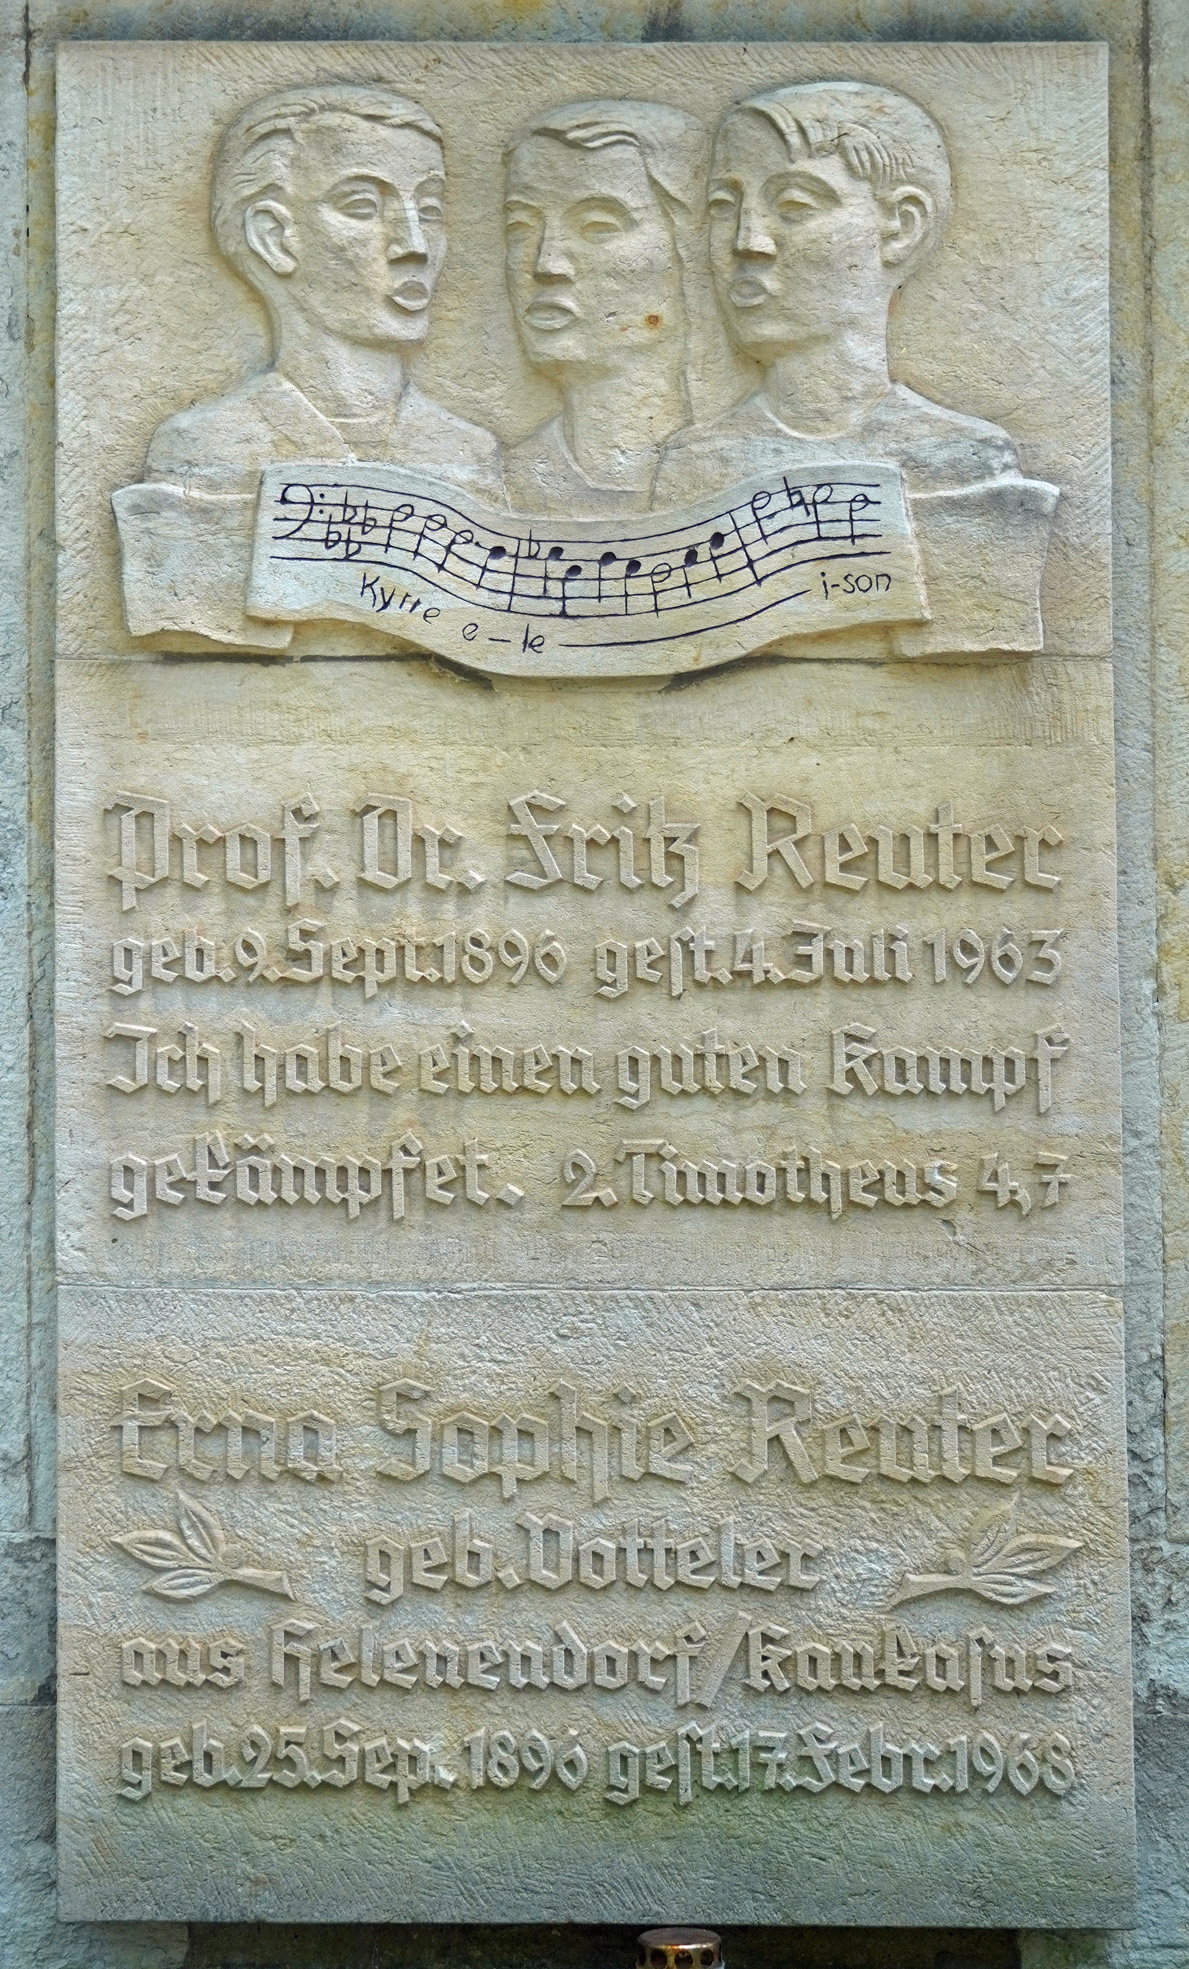 Kyrie e – le – i-son
Prof. Dr. Fritz Reuter
geb. 9. Sept. 1896 gest. 4. Juli 1963
Ich habe einen guten Kampf
gekämpfet. 2. Timotheus 4,7
Erna Sophie Reuter
geb. Votteler
aus Helenendorf/Kaukasus
geb. 25. Sep. 1896 gest. 17. Febr. 1968